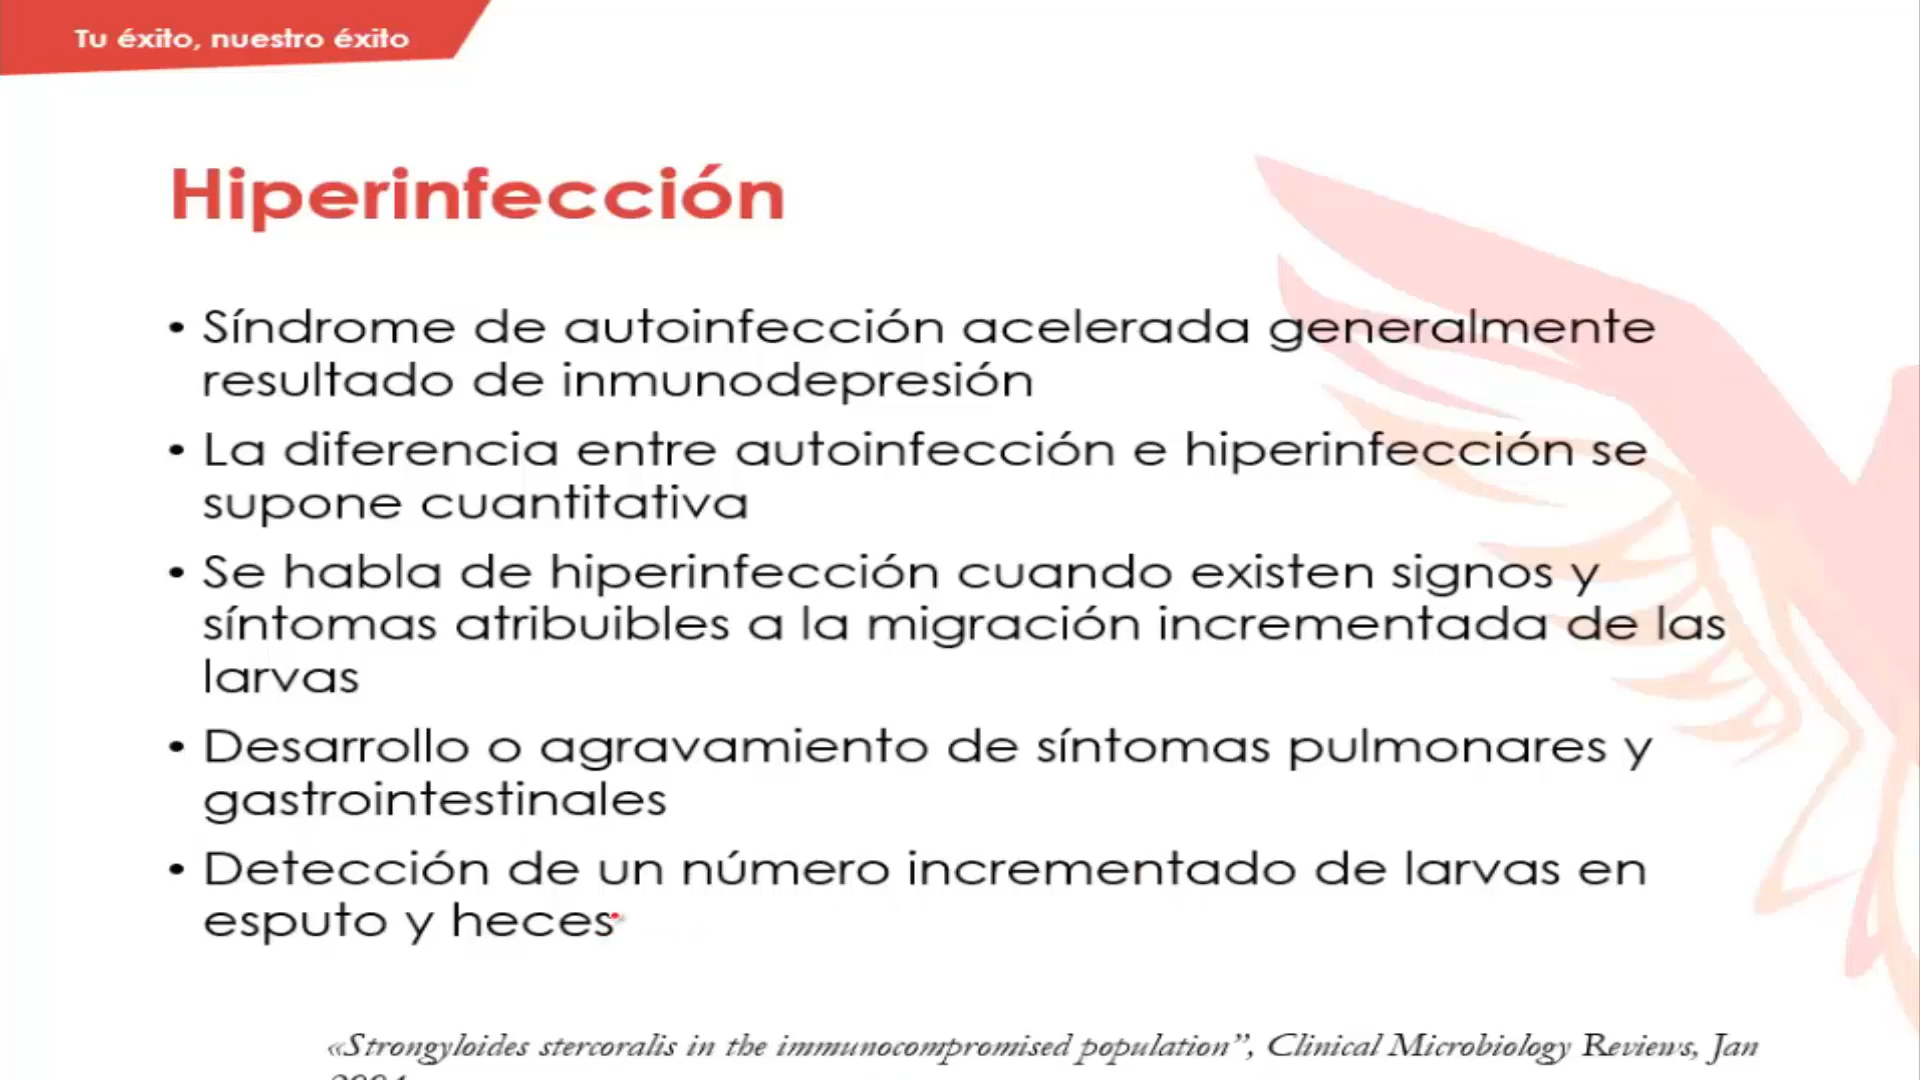 Tu éxito, nuestro éxito
Hiperinfección
• Síndrome de autoinfección acelerada generalmente
resultado de inmunodepresión
• La diferencia entre autoinfección e hiperinfección se
supone cuantitativa
• Se habla de hiperinfección cuando existen signos y
síntomas atribuibles a la migración incrementada de las
larvas
• Desarrollo o agravamiento de síntomas pulmonares y
gastrointestinales
• Detección de un número incrementado de larvas en
esputo y heces
«Strongyloides stercoralis in the immunocompromised population”, Clinical Microbiology Reviews, Jan